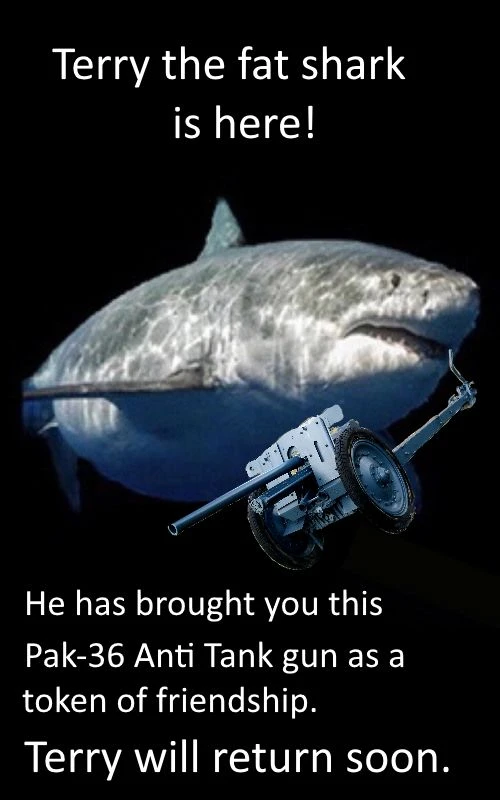 Terry the fat shark
is here!
He has brought you this
Pak-36 Anti Tank gun as a
token of friendship.
Terry will return soon.